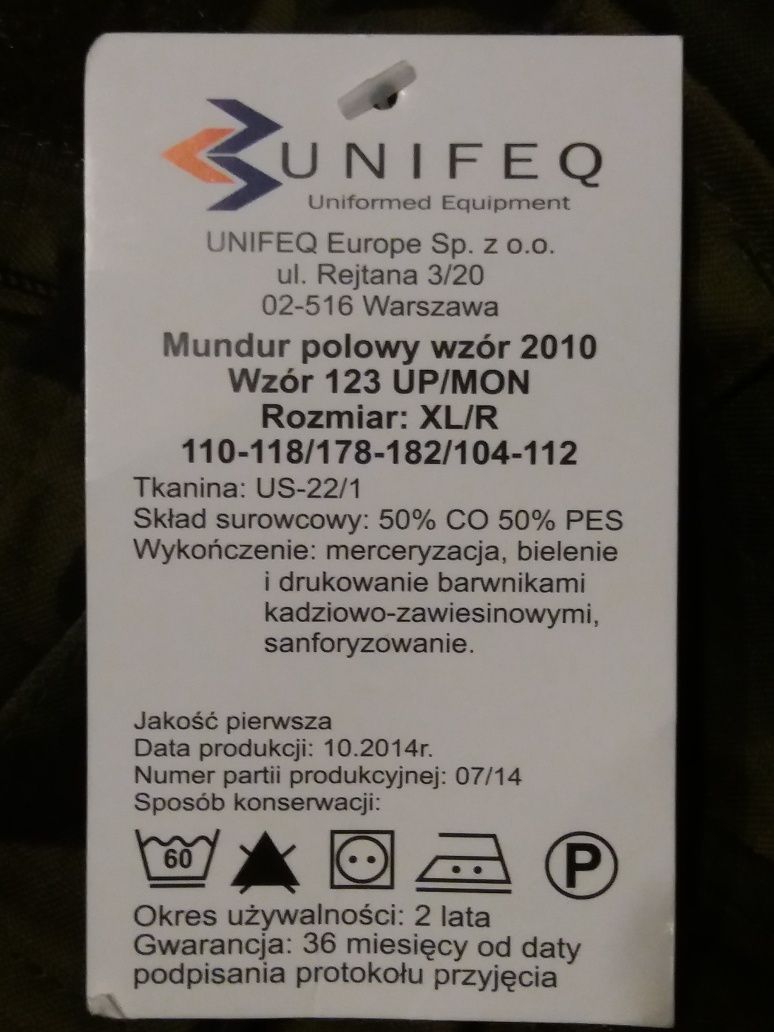 UNIFEQ
Uniformed Equipment
UNIFEQ Europe Sp. z o.o.
ul. Rejtana 3/20
02-516 Warszawa
Mundur polowy wzór 2010
Wzór 123 UP/MON
Rozmiar: XL/R
110-118/178-182/104-112
Tkanina: US-22/1
Skład surowcowy: 50% CO 50% PES
Wykończenie: merceryzacja, bielenie
i drukowanie barwnikami
kadziowo-zawiesinowymi,
sanforyzowanie.
Jakość pierwsza
Data produkcji: 10.2014r.
Numer partii produkcyjnej: 07/14
Sposób konserwacji:
60 P
Okres używalności: 2 lata
Gwarancja: 36 miesięcy od daty
podpisania protokołu przyjęcia